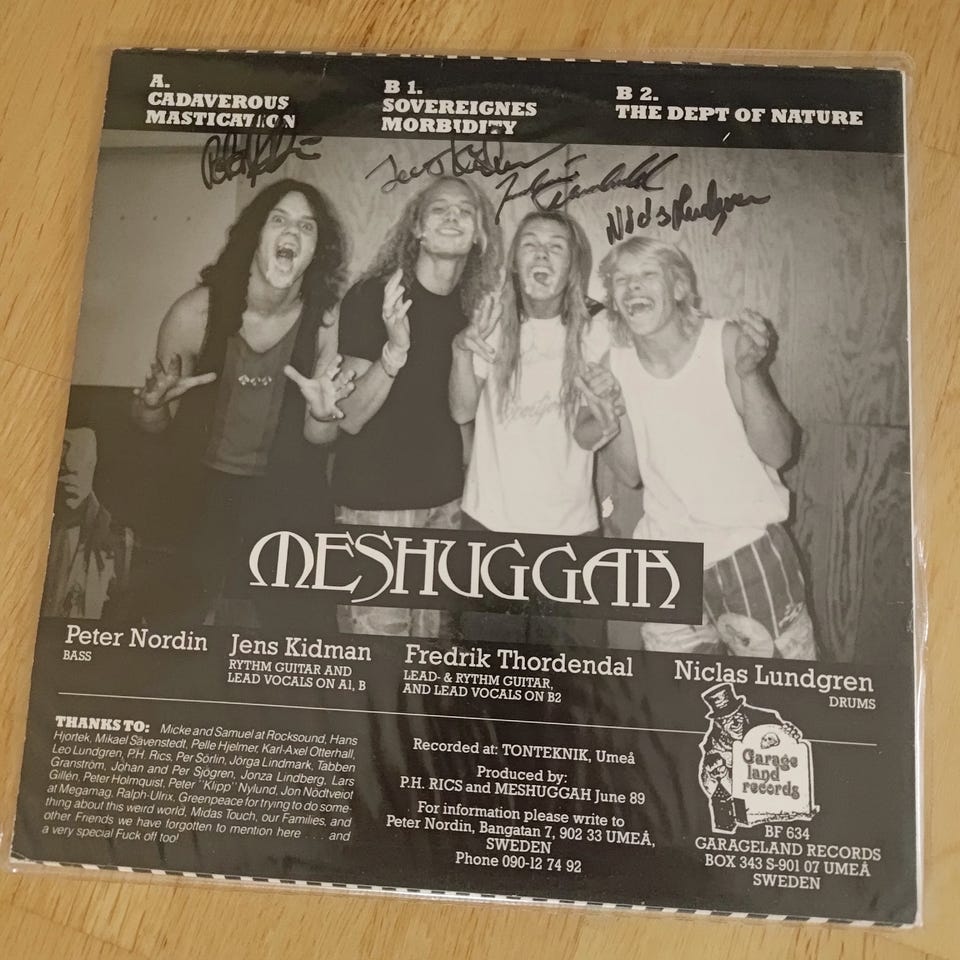 A.
CADAVEROUS
MASTICATION
B 1.
SOVEREIGNES
MORBIDITY
B 2.
THE DEPT OF NATURE
Niclas Lundgren
MESHUGGAH
Peter Nordin
BASS
Jens Kidman
RYTHM GUITAR AND
LEAD VOCALS ON A1, B
Fredrik Thordendal
LEAD- & RYTHM GUITAR,
AND LEAD VOCALS ON B2
Niclas Lundgren
DRUMS
THANKS TO: Micke and Samuel at Rocksound, Hans
Hjortek, Mikael Sävenstedt, Pelle Hjelmer, Karl-Axel Otterhall,
Leo Lundgren, P.H. Rics, Per Sörlin, Jörga Lindmark, Tabben
Granström, Johan and Per Sjögren, Jonza Lindberg, Lars
Gillén, Peter Holmquist, Peter "Klipp" Nylund, Jon Nödtveigt
at Megamag, Ralph-Ulrix, Greenpeace for trying to do some-
thing about this weird world, Midas Touch, our Families, and
other Friends we have forgotten to mention here . . . and
a very special Fuck off too!
Recorded at: TONTEKNIK, Umeå
Produced by:
P.H. RICS and MESHUGGAH June 89
For information please write to
Peter Nordin, Bangatan 7, 902 33 UMEÅ,
SWEDEN
Phone 090-12 74 92
Garage
land
records
BF 634
GARAGELAND RECORDS
BOX 343 S-901 07 UMEÅ
SWEDEN